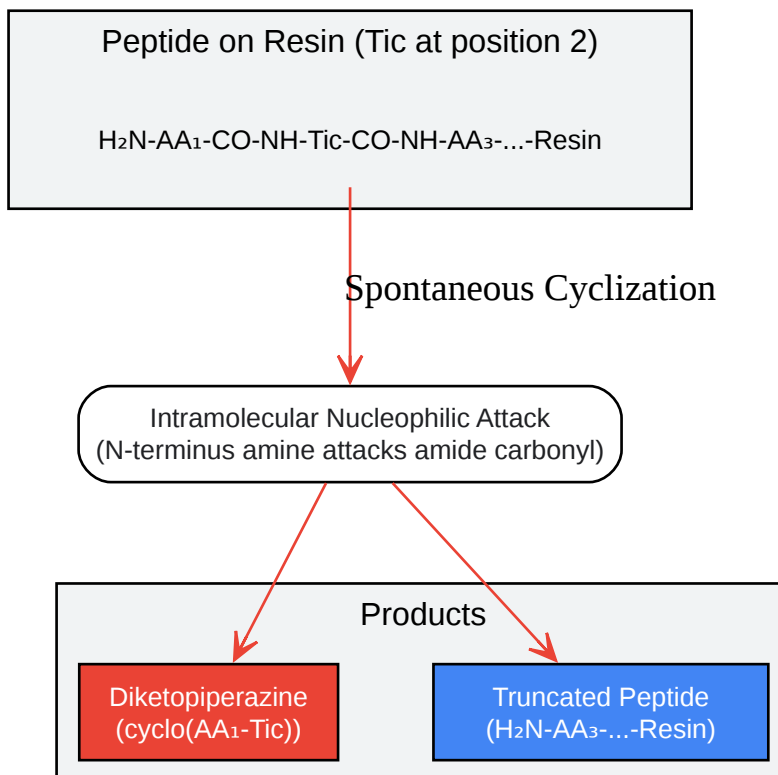 Peptide on Resin (Tic at position 2)
H₂N-AA₁-CO-NH-Tic-CO-NH-AA₃-...-Resin
Spontaneous Cyclization
Intramolecular Nucleophilic Attack
(N-terminus amine attacks amide carbonyl)
Products
Diketopiperazine
(cyclo(AA₁-Tic))
Truncated Peptide
(H₂N-AA₃-...-Resin)